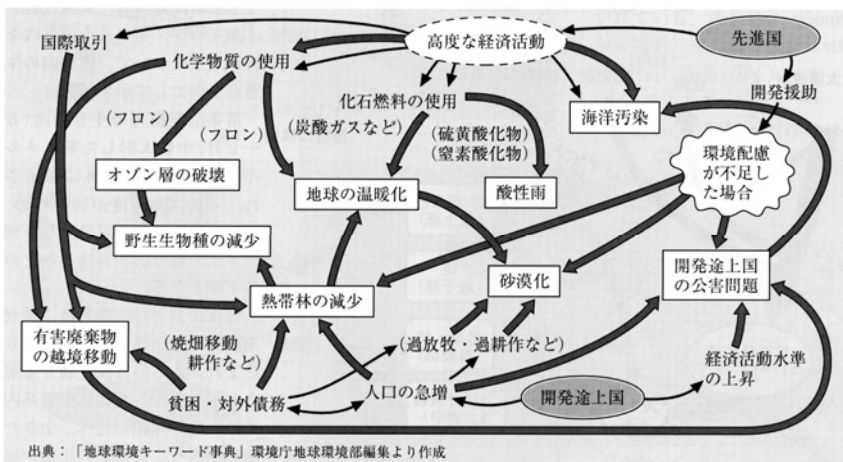 国際取引
高度な経済活動
先進国
化学物質の使用
開発援助
化石燃料の使用
海洋汚染
(フロン)
(フロン)
(炭酸ガスなど)
(硫黄酸化物)
(窒素酸化物)
環境配慮
が不足し
た場合
オゾン層の破壊
地球の温暖化
酸性雨
野生生物種の減少
砂漠化
開発途上国
の公害問題
熱帯林の減少
有害廃棄物
の越境移動
(焼畑移動
耕作など)
(過放牧・過耕作など)
経済活動水準
の上昇
貧困・対外債務
人口の急増
開発途上国
出典:「地球環境キーワード事典」環境庁地球環境部編集より作成